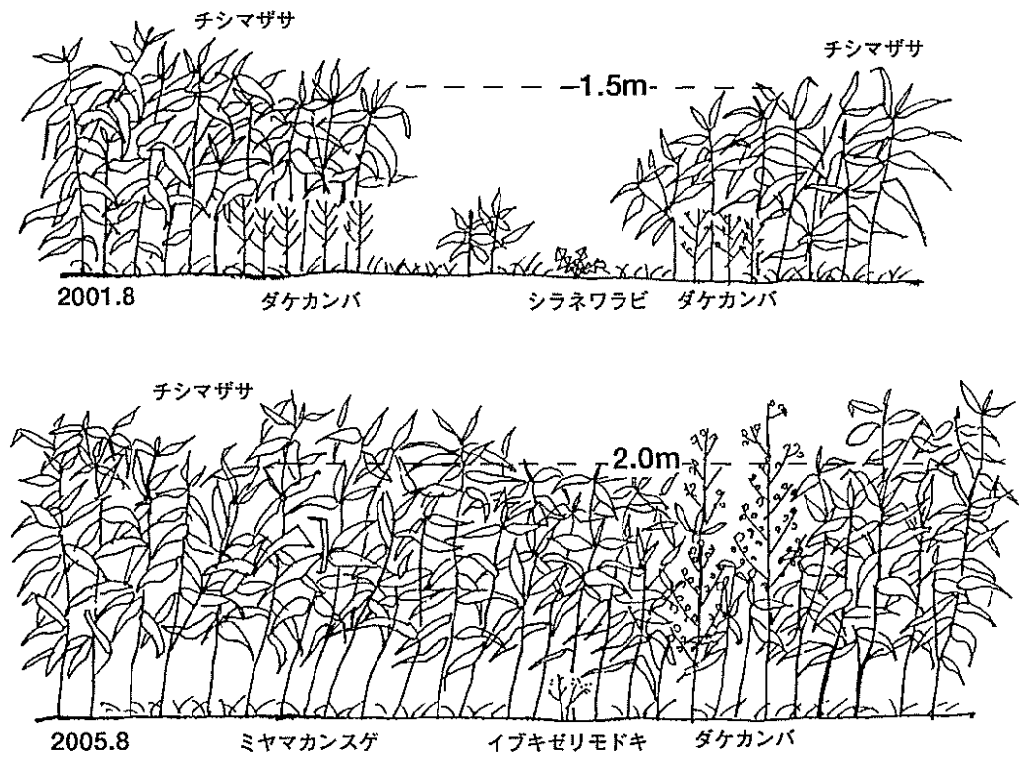 チシマザサ
チシマザサ
1.5m
2001.8
ダケカンバ
シラネワラビ
ダケカンバ
チシマザサ
2.0m
2005.8
ミヤマカンスゲ
イブキゼリモドキ
ダケカンバ